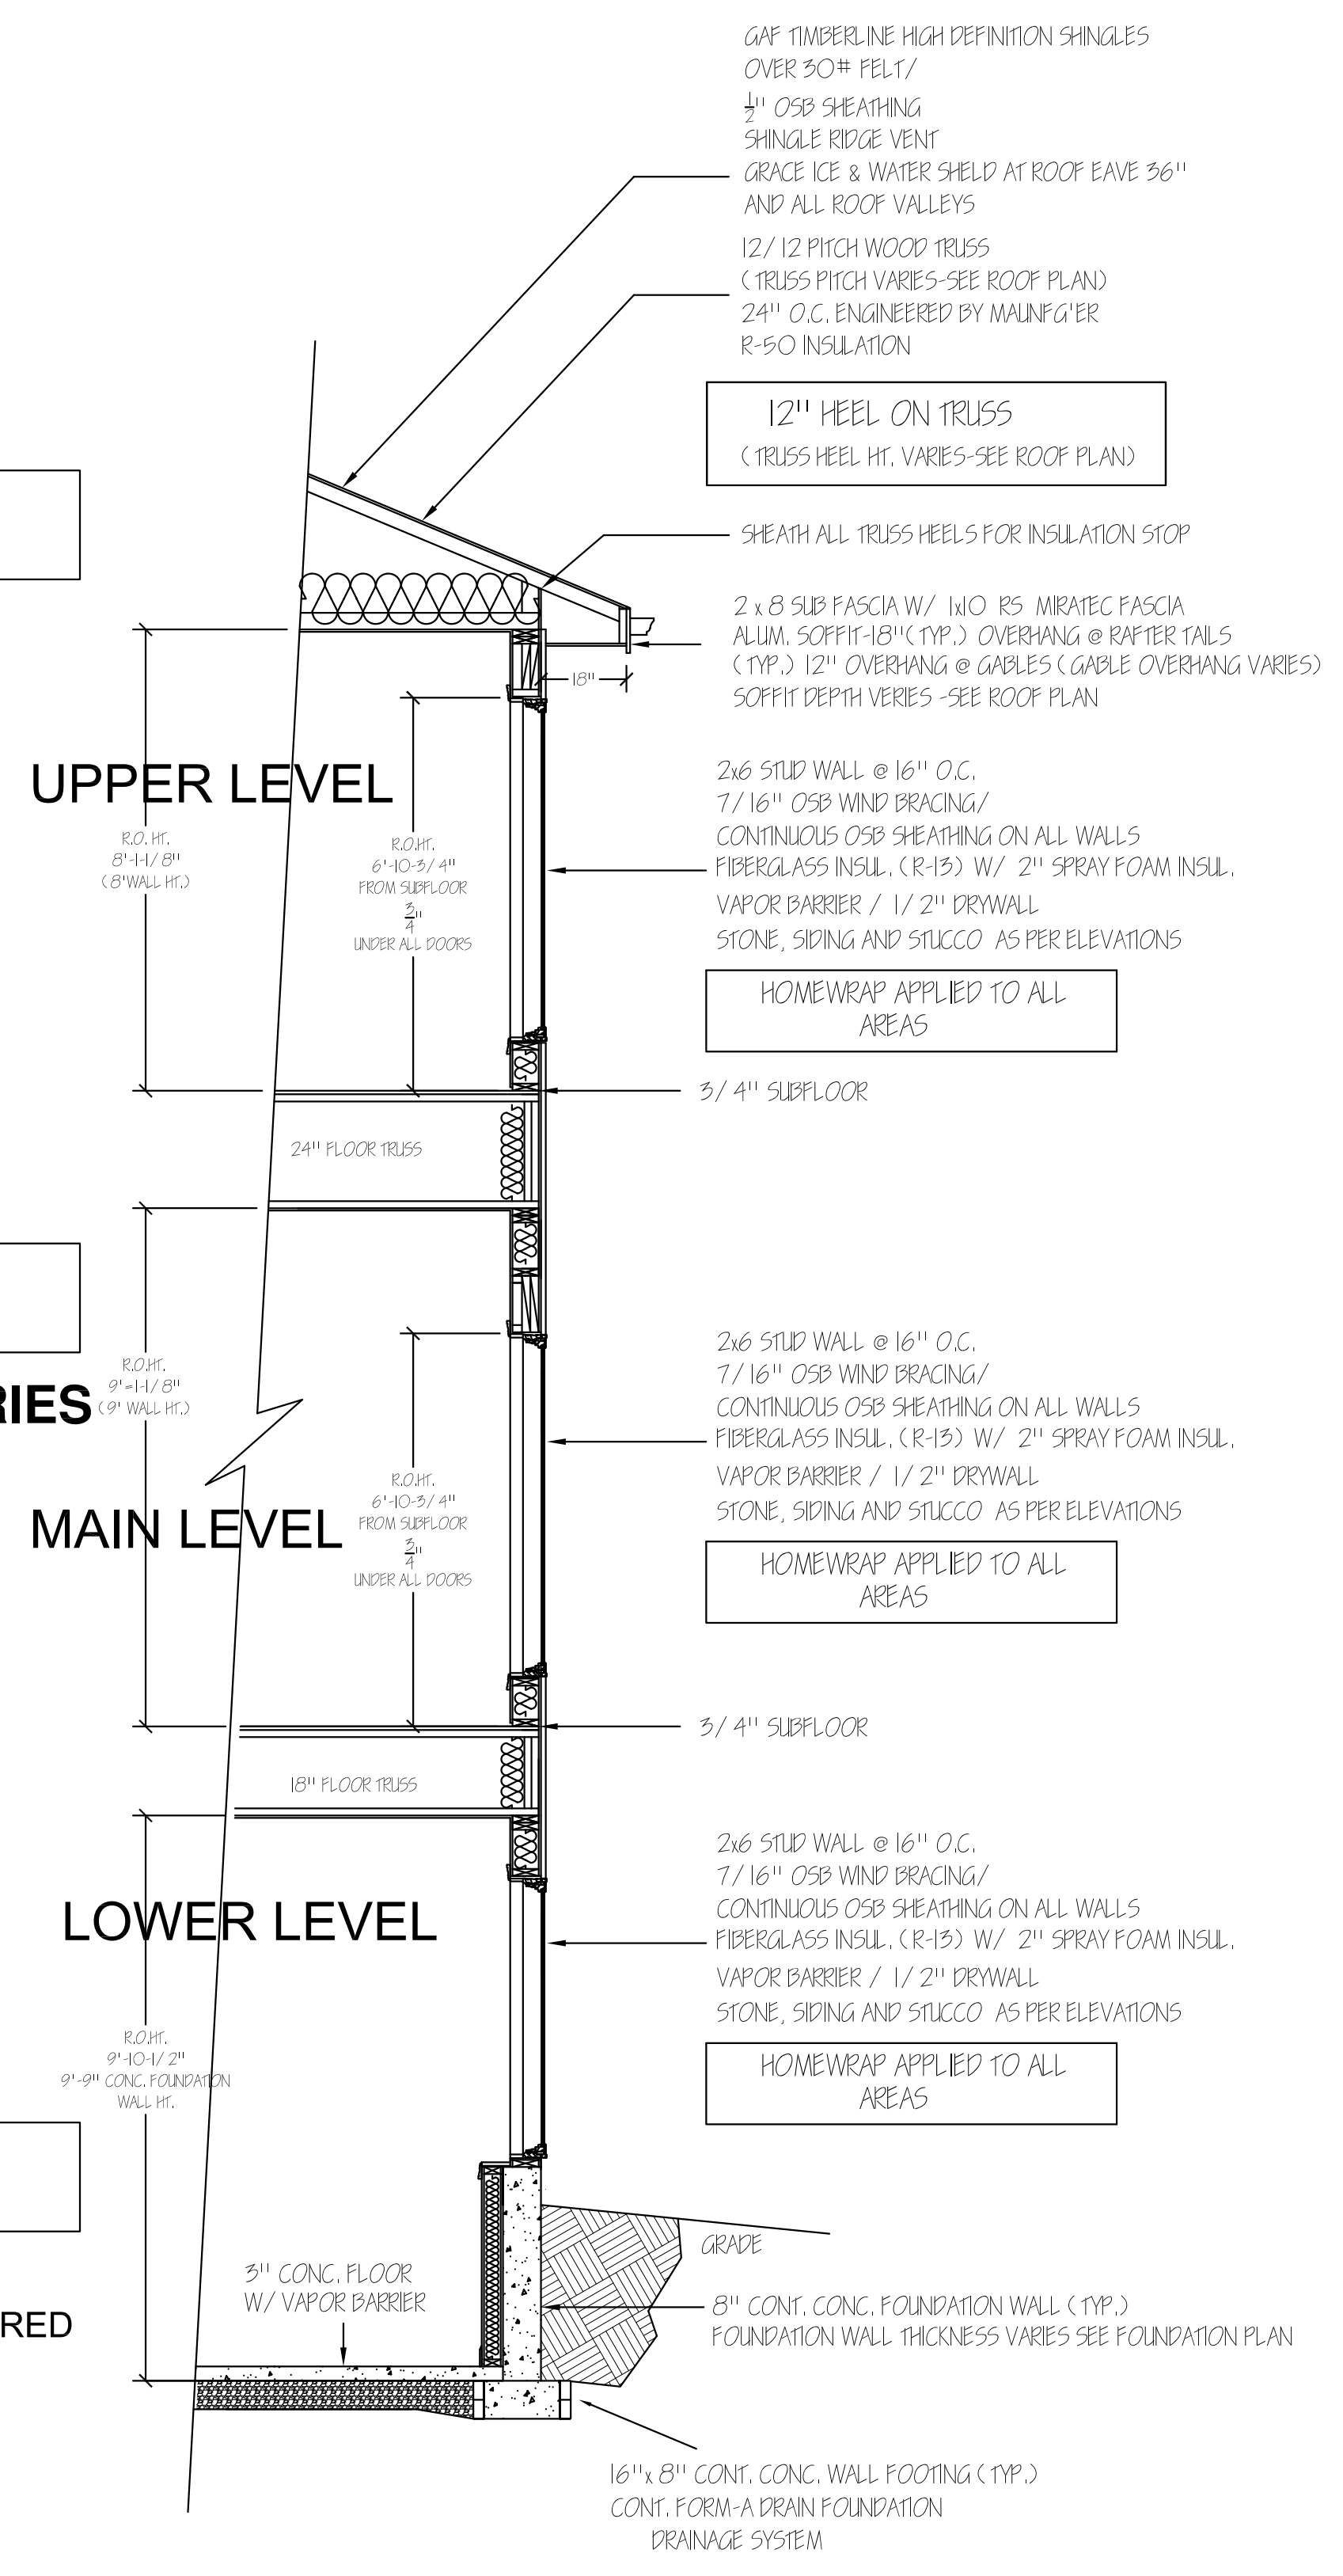 GAF TIMBERLINE HIGH DEFINITION SHINGLES
OVER 30# FELT/
1/2" OSB SHEATHING
SHINGLE RIDGE VENT
GRACE ICE & WATER SHELD AT ROOF EAVE 36"
AND ALL ROOF VALLEYS
12/12 PITCH WOOD TRUSS
(TRUSS PITCH VARIES-SEE ROOF PLAN)
24" O.C. ENGINEERED BY MAUNFG'ER
R-50 INSULATION
12" HEEL ON TRUSS
(TRUSS HEEL HT. VARIES-SEE ROOF PLAN)
SHEATH ALL TRUSS HEELS FOR INSULATION STOP
2 x 8 SUB FASCIA W/ 1x10 RS MIRATEC FASCIA
ALUM. SOFFIT-18"(TYP.) OVERHANG @ RAFTER TAILS
(TYP.) 12" OVERHANG @ GABLES (GABLE OVERHANG VARIES)
SOFFIT DEPTH VERIES -SEE ROOF PLAN
18"
UPPER LEVEL
R.O. HT.
8'-1-1/8"
(8'WALL HT.)
R.O.HT.
6'-10-3/4"
FROM SUBFLOOR
3/4"
UNDER ALL DOORS
2x6 STUD WALL @ 16" O.C.
7/16" OSB WIND BRACING/
CONTINUOUS OSB SHEATHING ON ALL WALLS
FIBERGLASS INSUL. (R-13) W/ 2" SPRAY FOAM INSUL.
VAPOR BARRIER / 1/2" DRYWALL
STONE, SIDING AND STUCCO AS PER ELEVATIONS
HOMEWRAP APPLIED TO ALL
AREAS
3/4" SUBFLOOR
24" FLOOR TRUSS
RIES
R.O.HT.
9'=1-1/8"
(9' WALL HT.)
MAIN LEVEL
R.O.HT.
6'-10-3/4"
FROM SUBFLOOR
3/4"
UNDER ALL DOORS
2x6 STUD WALL @ 16" O.C.
7/16" OSB WIND BRACING/
CONTINUOUS OSB SHEATHING ON ALL WALLS
FIBERGLASS INSUL. (R-13) W/ 2" SPRAY FOAM INSUL.
VAPOR BARRIER / 1/2" DRYWALL
STONE, SIDING AND STUCCO AS PER ELEVATIONS
HOMEWRAP APPLIED TO ALL
AREAS
3/4" SUBFLOOR
18" FLOOR TRUSS
LOWER LEVEL
R.O.HT.
9'-10-1/2"
9'-9" CONC. FOUNDATION
WALL HT.
2x6 STUD WALL @ 16" O.C.
7/16" OSB WIND BRACING/
CONTINUOUS OSB SHEATHING ON ALL WALLS
FIBERGLASS INSUL. (R-13) W/ 2" SPRAY FOAM INSUL.
VAPOR BARRIER / 1/2" DRYWALL
STONE, SIDING AND STUCCO AS PER ELEVATIONS
HOMEWRAP APPLIED TO ALL
AREAS
GRADE
3" CONC. FLOOR
W/ VAPOR BARRIER
RED
8" CONT. CONC. FOUNDATION WALL (TYP.)
FOUNDATION WALL THICKNESS VARIES SEE FOUNDATION PLAN
16"x 8" CONT. CONC. WALL FOOTING (TYP.)
CONT. FORM-A DRAIN FOUNDATION
DRAINAGE SYSTEM